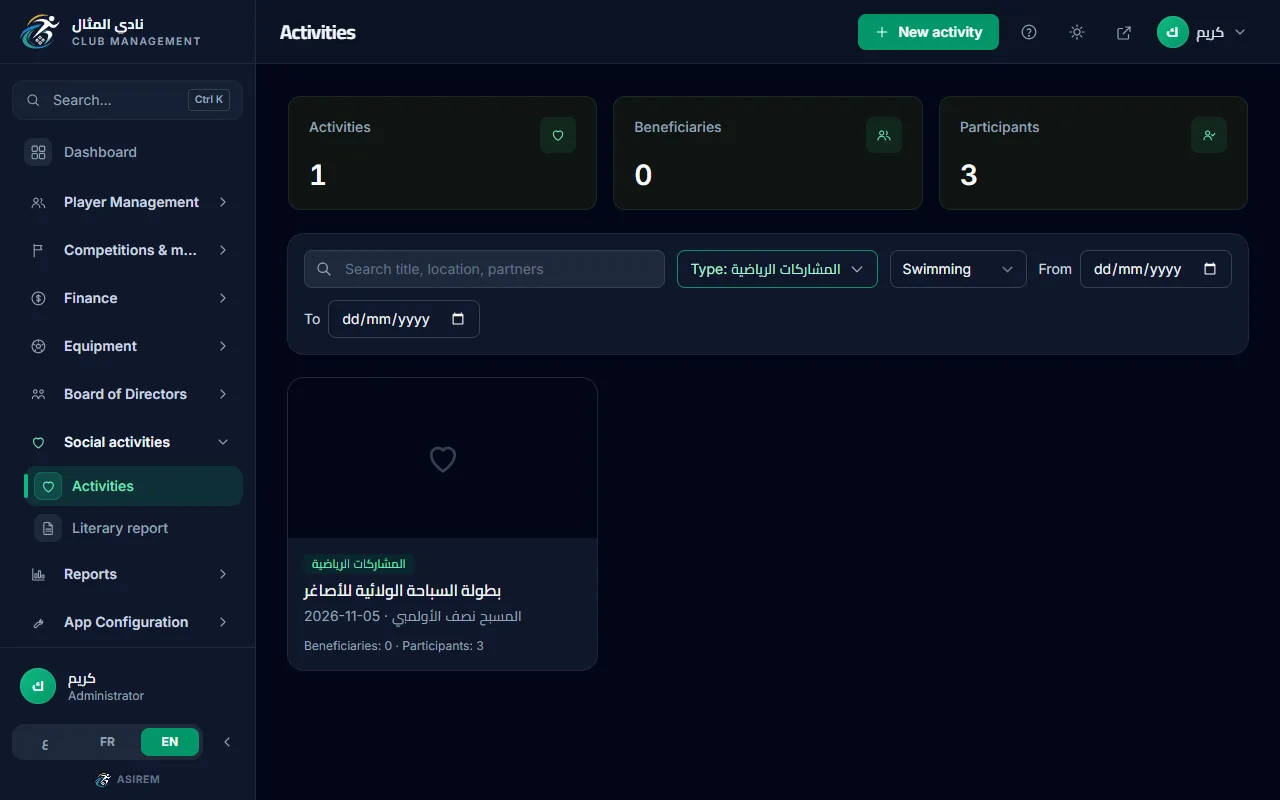 نادي المثال
CLUB MANAGEMENT
Search...
Ctrl K
Dashboard
Player Management
Competitions & m...
Finance
Equipment
Board of Directors
Social activities
Activities
Literary report
Reports
App Configuration
ك
كريم
Administrator
ع
FR
EN
ASIREM
Activities
New activity
ك
كريم
Activities
1
Beneficiaries
0
Participants
3
Search title, location, partners
Type: المشاركات الرياضية
Swimming
From
dd/mm/yyyy
To
dd/mm/yyyy
المشاركات الرياضية
بطولة السباحة الولائية للأصاغر
2026-11-05 · المسبح نصف الأولمبي
Beneficiaries: 0 · Participants: 3